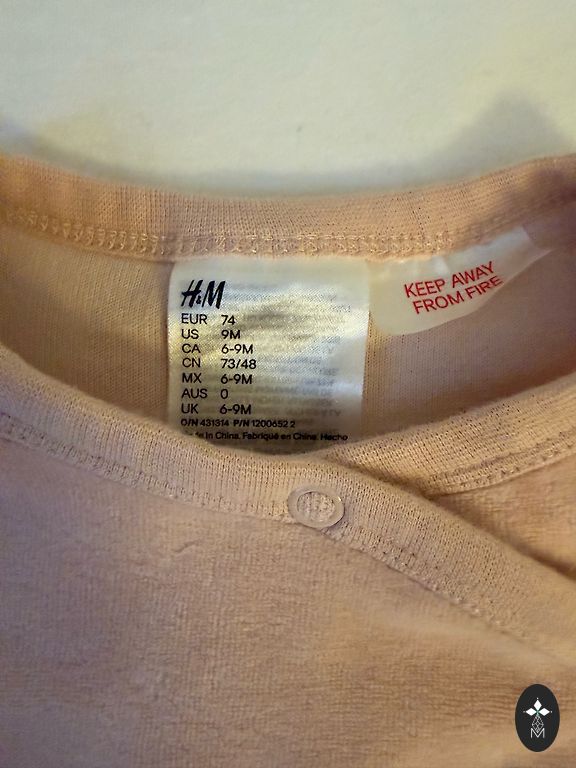 H&M
EUR 74
US 9M
CA 6-9M
CN 73/48
MX 6-9M
AUS 0
UK 6-9M
O/N 431314 P/N 1200652 2
in China, Fabriqué en China, Hecho
KEEP AWAY
FROM FIRE
M